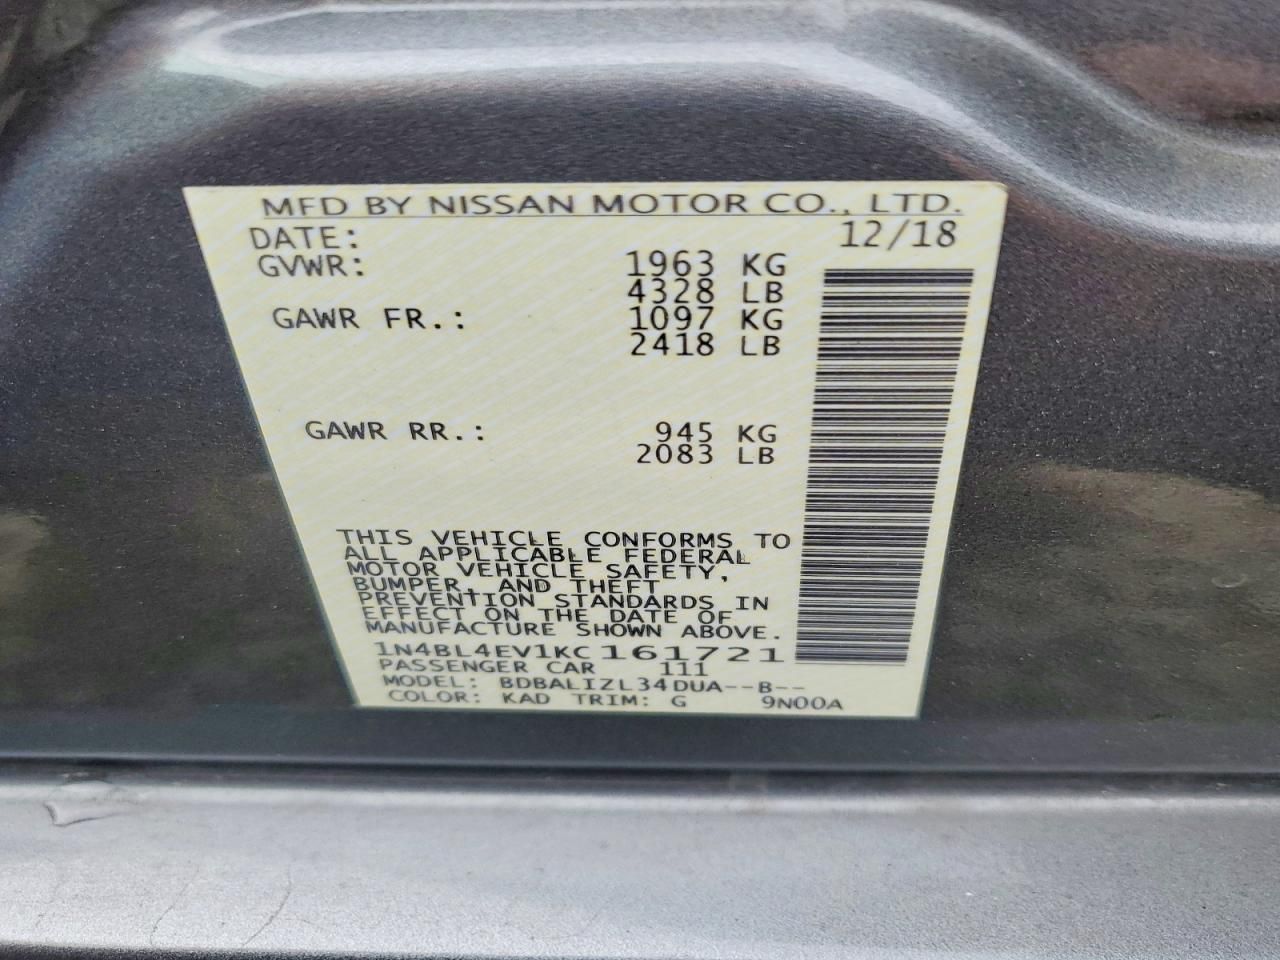 MFD BY NISSAN MOTOR CO., LTD.
DATE: 12/18
GVWR: 1963 KG
4328 LB
GAWR FR.: 1097 KG
2418 LB
GAWR RR.: 945 KG
2083 LB
THIS VEHICLE CONFORMS TO
ALL APPLICABLE FEDERAL
MOTOR VEHICLE SAFETY,
BUMPER, AND THEFT
PREVENTION STANDARDS IN
EFFECT ON THE DATE OF
MANUFACTURE SHOWN ABOVE.
1N4BL4EV1KC161721
PASSENGER CAR 111
MODEL: BDBALIZL34DUA--B--
COLOR: KAD TRIM: G 9N00A